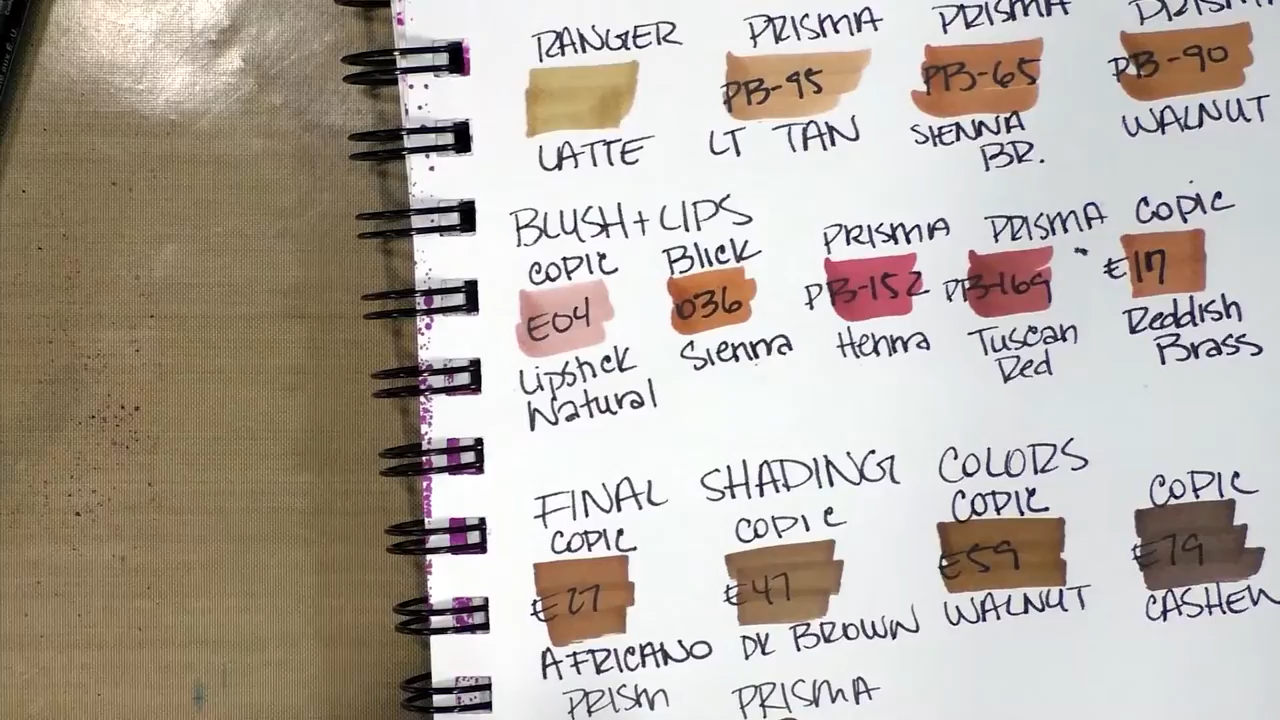 RANGER PRISMA PRISMA PRISMA
PB-95 PB-65 PB-90
LATTE LT TAN SIENNA BR. WALNUT
BLUSH + LIPS
COPIC Blick PRISMA PRISMA COPIC
E04 036 PB-152 PB-169 E17
Lipstick Natural Sienna Henna Tuscan Red Reddish Brass
FINAL SHADING COLORS
COPIC COPIC COPIC COPIC
E27 E47 E59 E79
AFRICANO DK BROWN WALNUT CASHEW
PRISM PRISMA